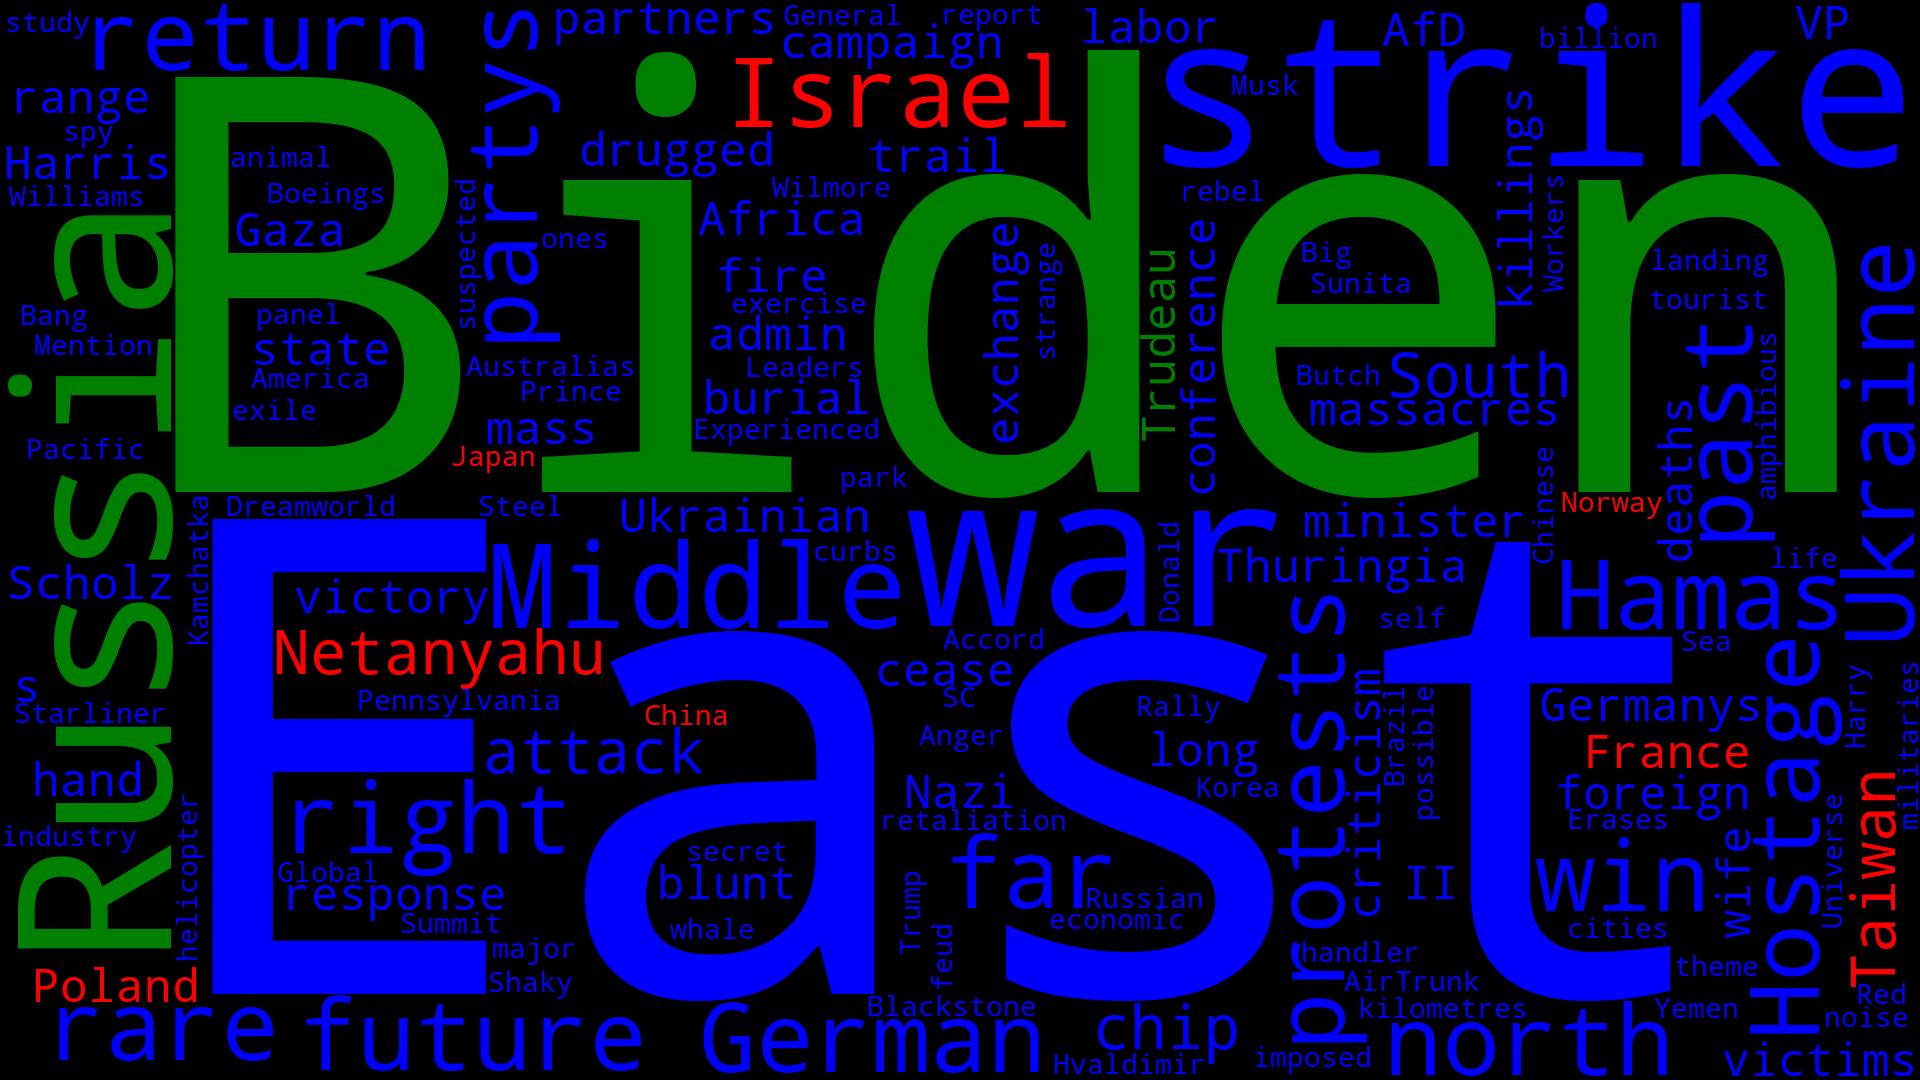 study
return
partys
partners
General
report
campaign
labor
strike
AfD
billion
VP
range
spy
Harris
Williams
Biden
Israel
Musk
drugged
trail
killings
animal
Boeings
Gaza
suspected
ones
Wilmore
Africa
rebel
Workers
Russia
Bang
Mention
panel
state
America
exile
fire
exercise
admin
Leaders
burial
Experienced
exchange
strange
Trudeau
conference
Big
Sunita
landing
tourist
Ukraine
Australias
Prince
mass
Japan
Butch
South
massacres
past
deaths
amphibious
Pacific
park
Chinese
Norway
Dreamworld
Steel
Ukrainian
war
minister
Kamchatka
Scholz
victory
Middle
curbs
Donald
Thuringia
Hamas
life
East
Netanyahu
Accord
cease
SC
self
Sea
s
Starliner
Pennsylvania
China
Anger
Rally
protests
criticism
Brazil
possible
Germanys
Hostage
Harry
militaries
hand
attack
long
Korea
France
foreign
Erases
Taiwan
industry
helicopter
right
Nazi
retaliation
Global
response
Summit
secret
blunt
whale
Trump
feud
far
Russian
economic
II
win
cities
wife
Universe
Poland
major
Shaky
handler
AirTrunk
kilometres
theme
Yemen
Red
noise
rare
future
German
Blackstone
chip
Hvaldimir
imposed
north
victims